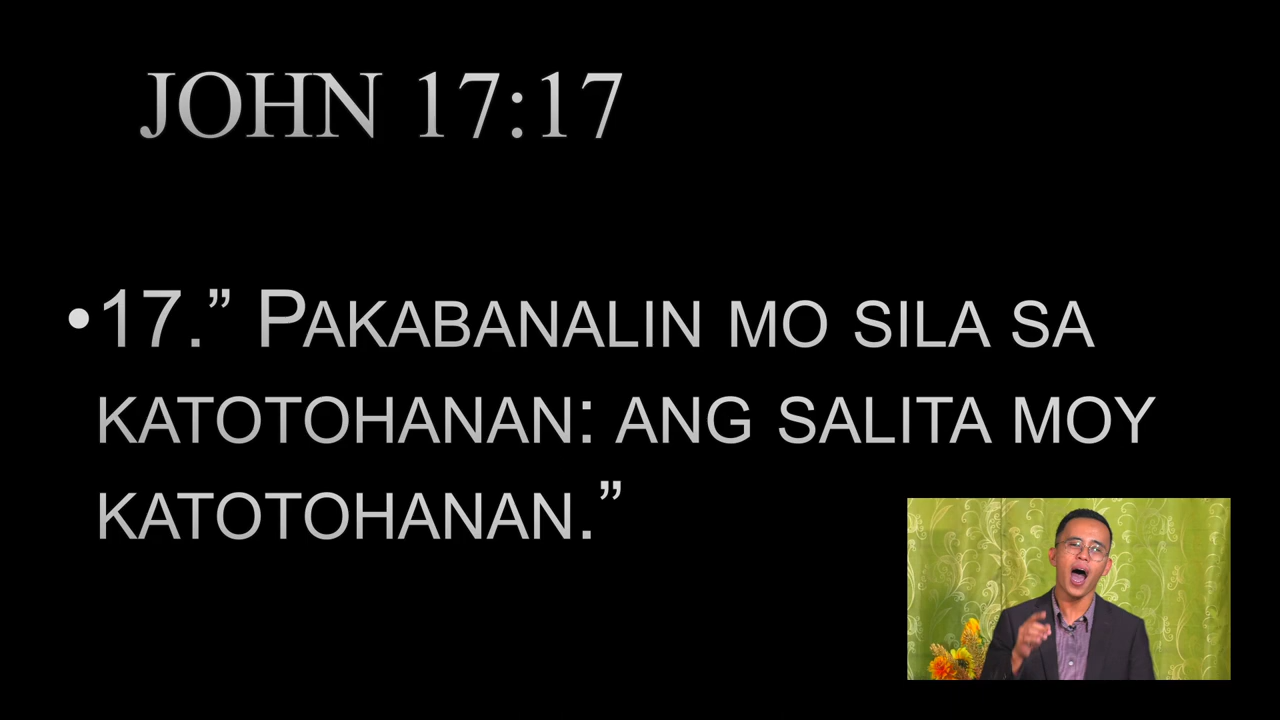 JOHN 17:17
•17.” PAKABANALIN MO SILA SA
KATOTOHANAN: ANG SALITA MOY
KATOTOHANAN.”